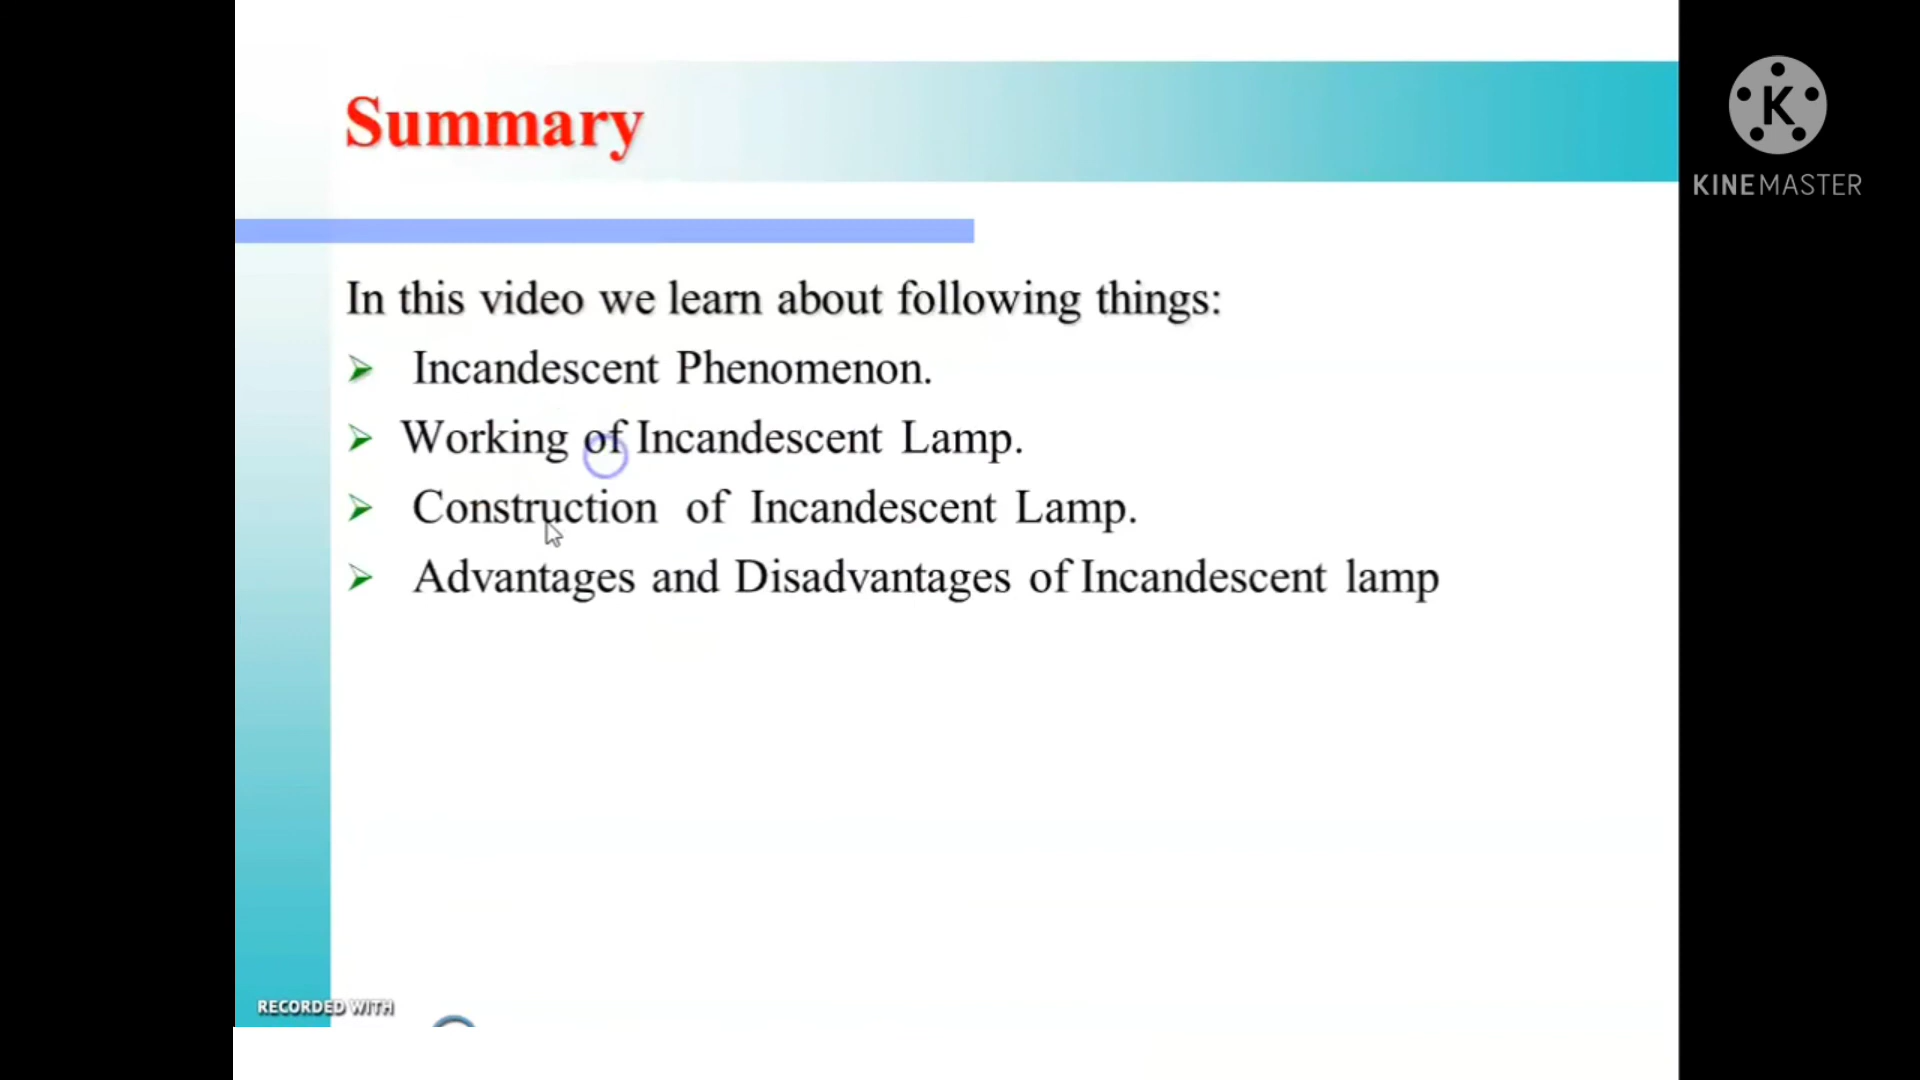 Summary
K
KINEMASTER
In this video we learn about following things:
Incandescent Phenomenon.
Working of Incandescent Lamp.
Construction of Incandescent Lamp.
Advantages and Disadvantages of Incandescent lamp
RECORDED WITH